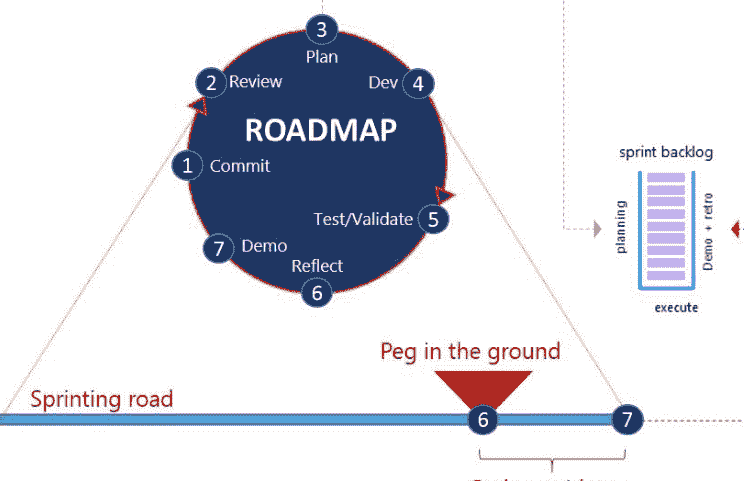 3
Plan
2 Review
Dev 4
ROADMAP
1 Commit
Test/Validate 5
7 Demo
Reflect
6
sprint backlog
planning
Demo + retro
execute
Peg in the ground
Sprinting road
6
7